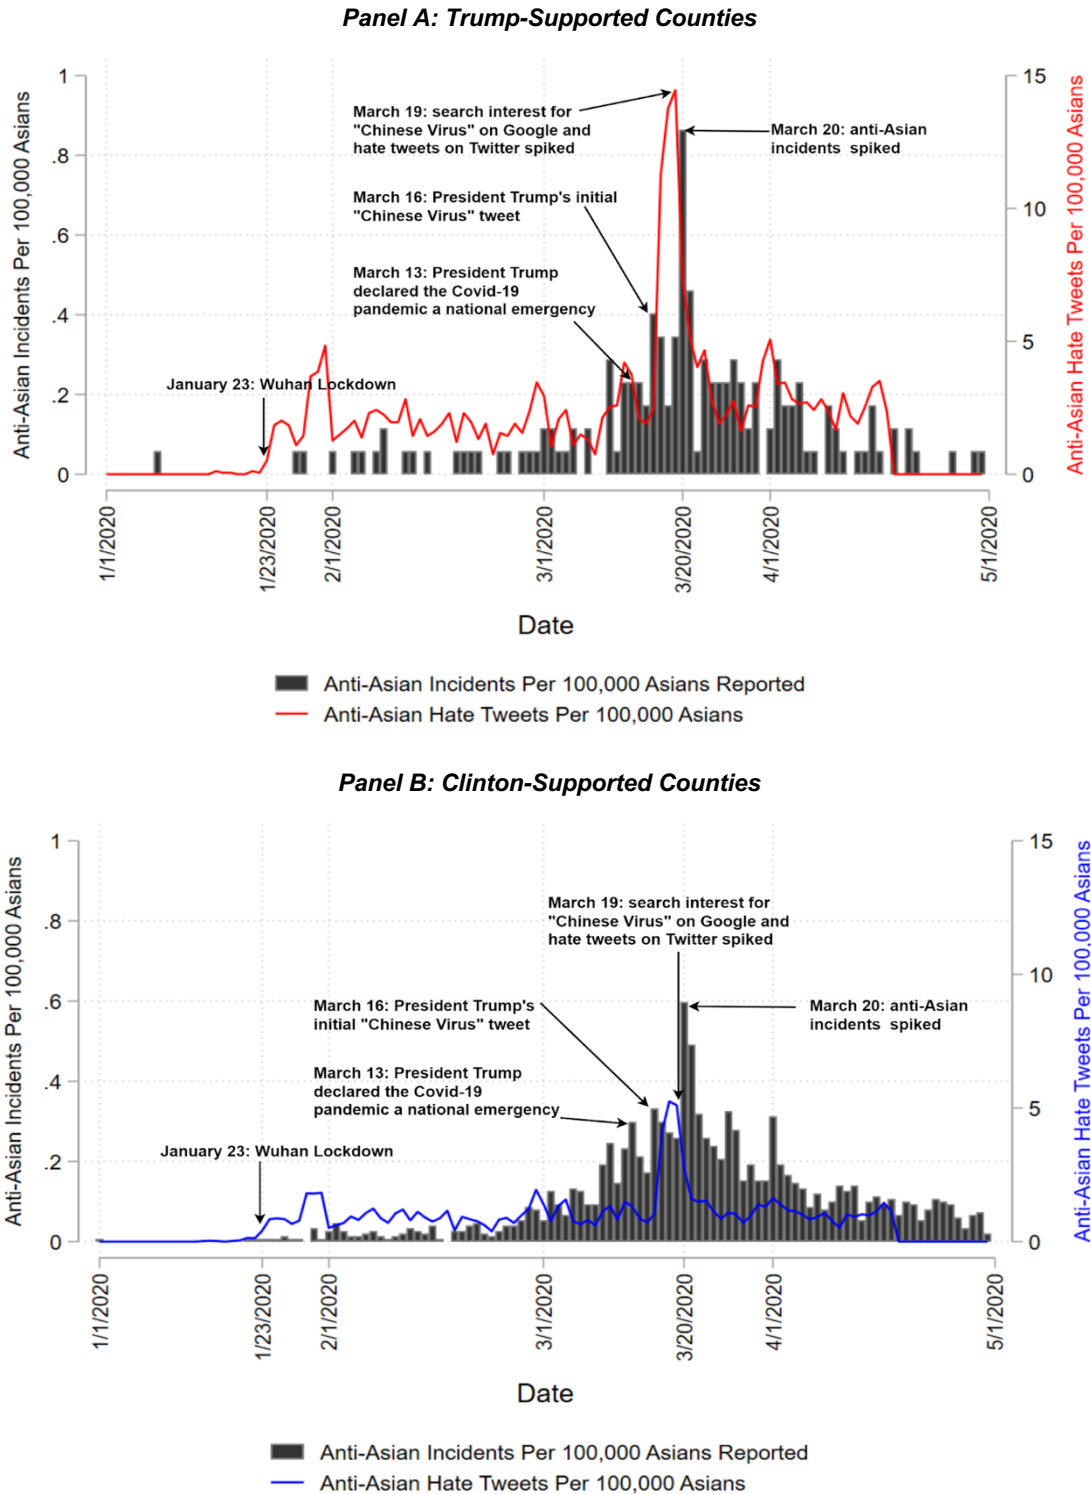 Panel A: Trump-Supported Counties
Anti-Asian Incidents Per 100,000 Asians
1
.8
.6
.4
.2
0
March 19: search interest for
"Chinese Virus" on Google and
hate tweets on Twitter spiked
March 20: anti-Asian
incidents spiked
March 16: President Trump's initial
"Chinese Virus" tweet
March 13: President Trump
declared the Covid-19
pandemic a national emergency
January 23: Wuhan Lockdown
15
10
5
0
Anti-Asian Hate Tweets Per 100,000 Asians
1/1/2020
1/23/2020
2/1/2020
3/1/2020
3/20/2020
4/1/2020
5/1/2020
Date
Anti-Asian Incidents Per 100,000 Asians Reported
Anti-Asian Hate Tweets Per 100,000 Asians
Panel B: Clinton-Supported Counties
Anti-Asian Incidents Per 100,000 Asians
1
.8
.6
.4
.2
0
March 19: search interest for
"Chinese Virus" on Google and
hate tweets on Twitter spiked
March 16: President Trump's
initial "Chinese Virus" tweet
March 20: anti-Asian
incidents spiked
March 13: President Trump
declared the Covid-19
pandemic a national emergency
January 23: Wuhan Lockdown
15
10
5
0
Anti-Asian Hate Tweets Per 100,000 Asians
1/1/2020
1/23/2020
2/1/2020
3/1/2020
3/20/2020
4/1/2020
5/1/2020
Date
Anti-Asian Incidents Per 100,000 Asians Reported
Anti-Asian Hate Tweets Per 100,000 Asians